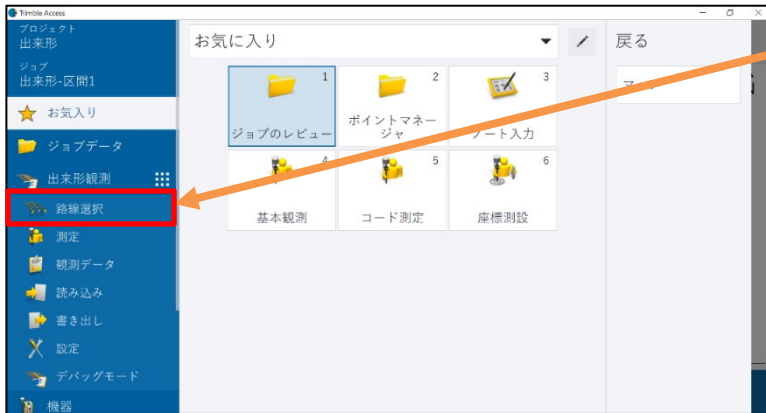 Trimble Access
プロジェクト
出来形
ジョブ
出来形-区間1
お気入り
ジョブデータ
出来形観測
路線選択
測定
観測データ
読み込み
書き出し
設定
デバッグモード
機器
お気に入り
1
ジョブのレビュー
2
ポイントマネー
ジャ
3
ノート入力
4
基本観測
5
コード測定
6
座標測設
戻る